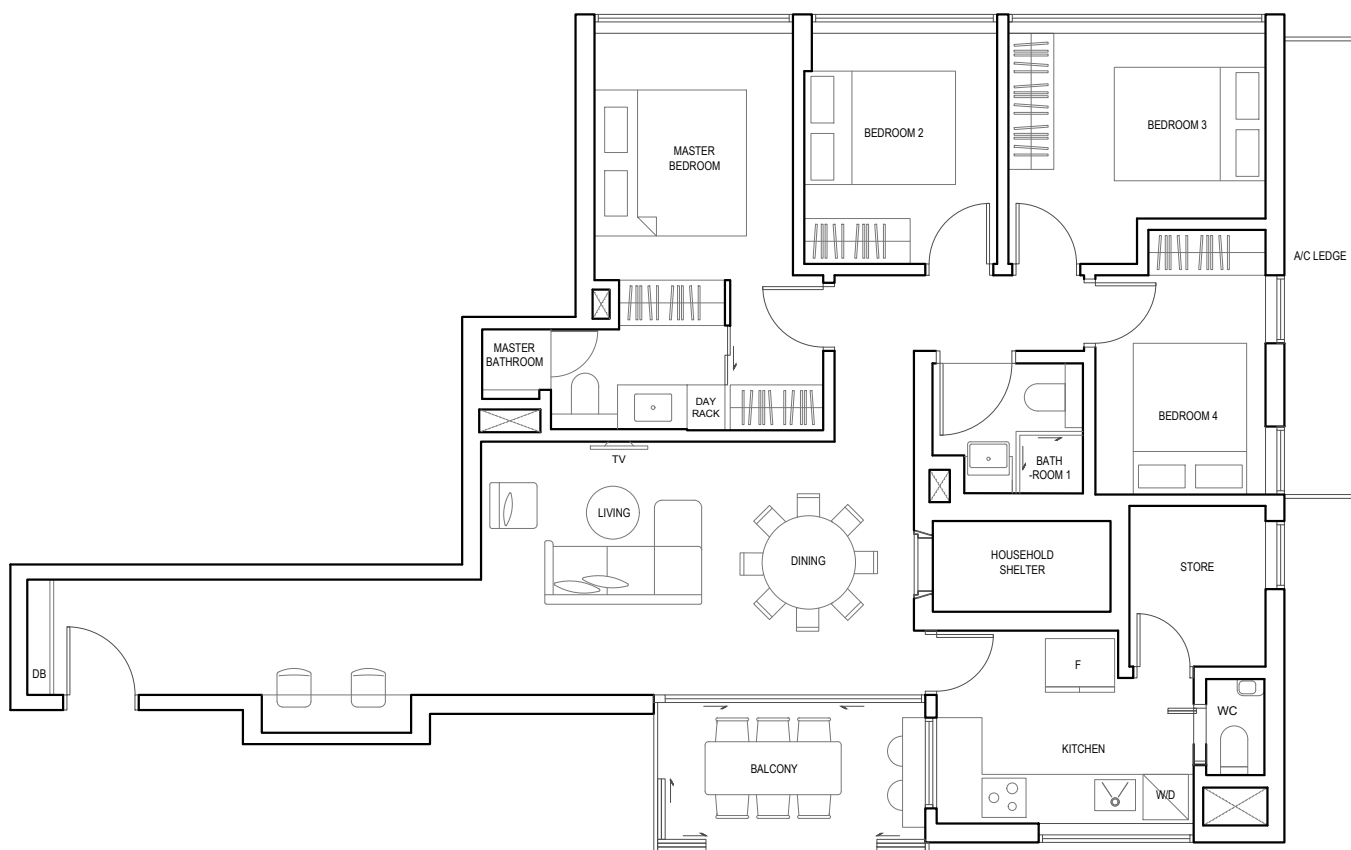 MASTER
BEDROOM
BEDROOM 2
BEDROOM 3
A/C LEDGE
MASTER
BATHROOM
DAY
RACK
BEDROOM 4
TV
BATH
-ROOM 1
LIVING
DINING
HOUSEHOLD
SHELTER
STORE
DB
F
WC
KITCHEN
BALCONY
W/D